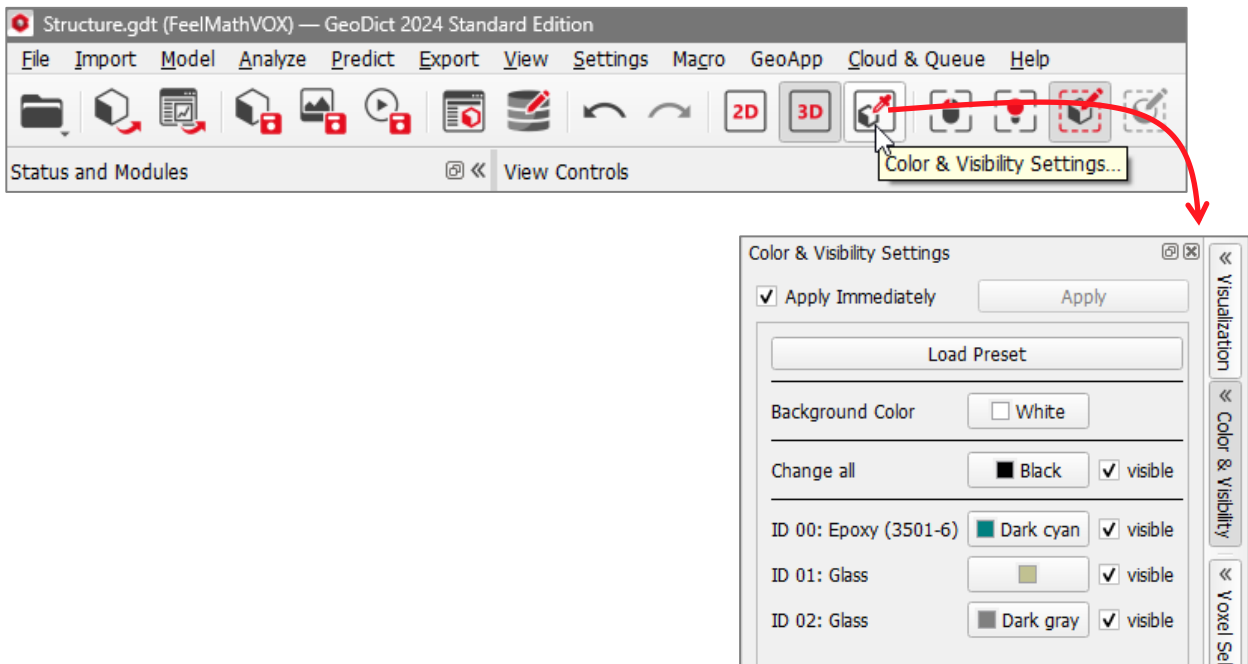 Structure.gdt (FeelMathVOX) — GeoDict 2024 Standard Edition
File Import Model Analyze Predict Export View Settings Macro GeoApp Cloud & Queue Help
2D 3D
Color & Visibility Settings...
Status and Modules View Controls
Color & Visibility Settings
Apply Immediately Apply
Load Preset
Background Color White
Change all Black visible
ID 00: Epoxy (3501-6) Dark cyan visible
ID 01: Glass visible
ID 02: Glass Dark gray visible
Visualization
Color & Visibility
Voxel Sel